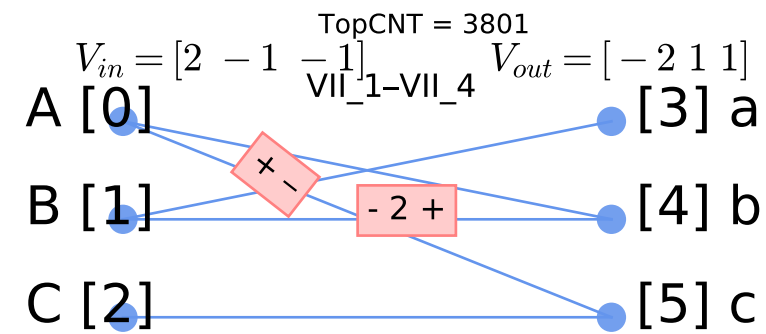 TopCNT = 3801
V_in = [2 −1 −1] V_out = [−2 1 1]
VII_1–VII_4
A [0] [3] a
+ −
B [1] - 2 + [4] b
C [2] [5] c